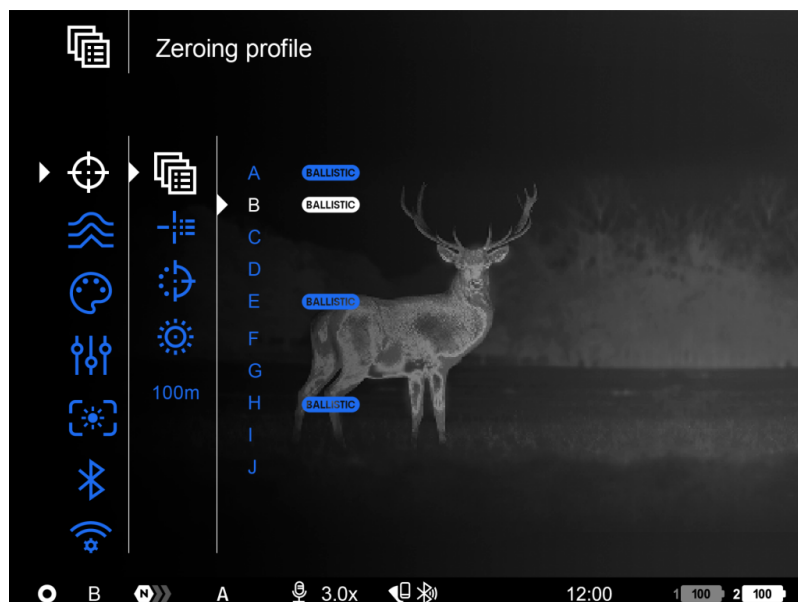 Zeroing profile
A BALLISTIC
B BALLISTIC
C
D
E BALLISTIC
F
G
100m
H BALLISTIC
I
J
B N A 3.0x 12:00 1 100 2 100